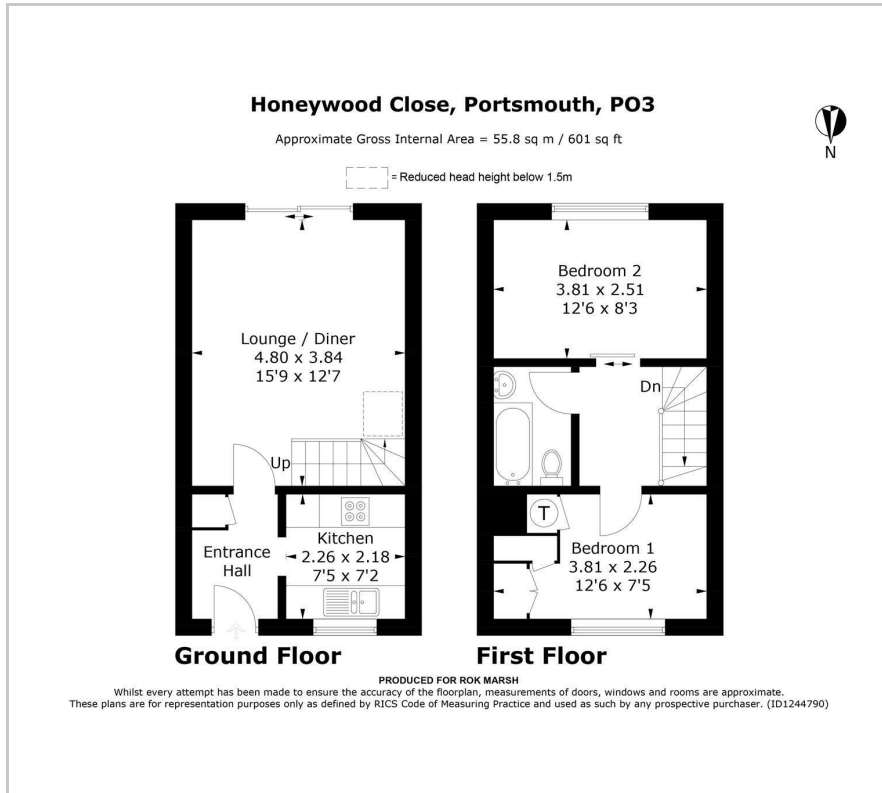 Honeywood Close, Portsmouth, PO3
Approximate Gross Internal Area = 55.8 sq m / 601 sq ft
N
= Reduced head height below 1.5m
Lounge / Diner
4.80 x 3.84
15'9 x 12'7
Up
Entrance
Hall
Kitchen
2.26 x 2.18
7'5 x 7'2
Ground Floor
Bedroom 2
3.81 x 2.51
12'6 x 8'3
Dn
T
Bedroom 1
3.81 x 2.26
12'6 x 7'5
First Floor
PRODUCED FOR ROK MARSH
Whilst every attempt has been made to ensure the accuracy of the floorplan, measurements of doors, windows and rooms are approximate.
These plans are for representation purposes only as defined by RICS Code of Measuring Practice and used as such by any prospective purchaser. (ID1244790)